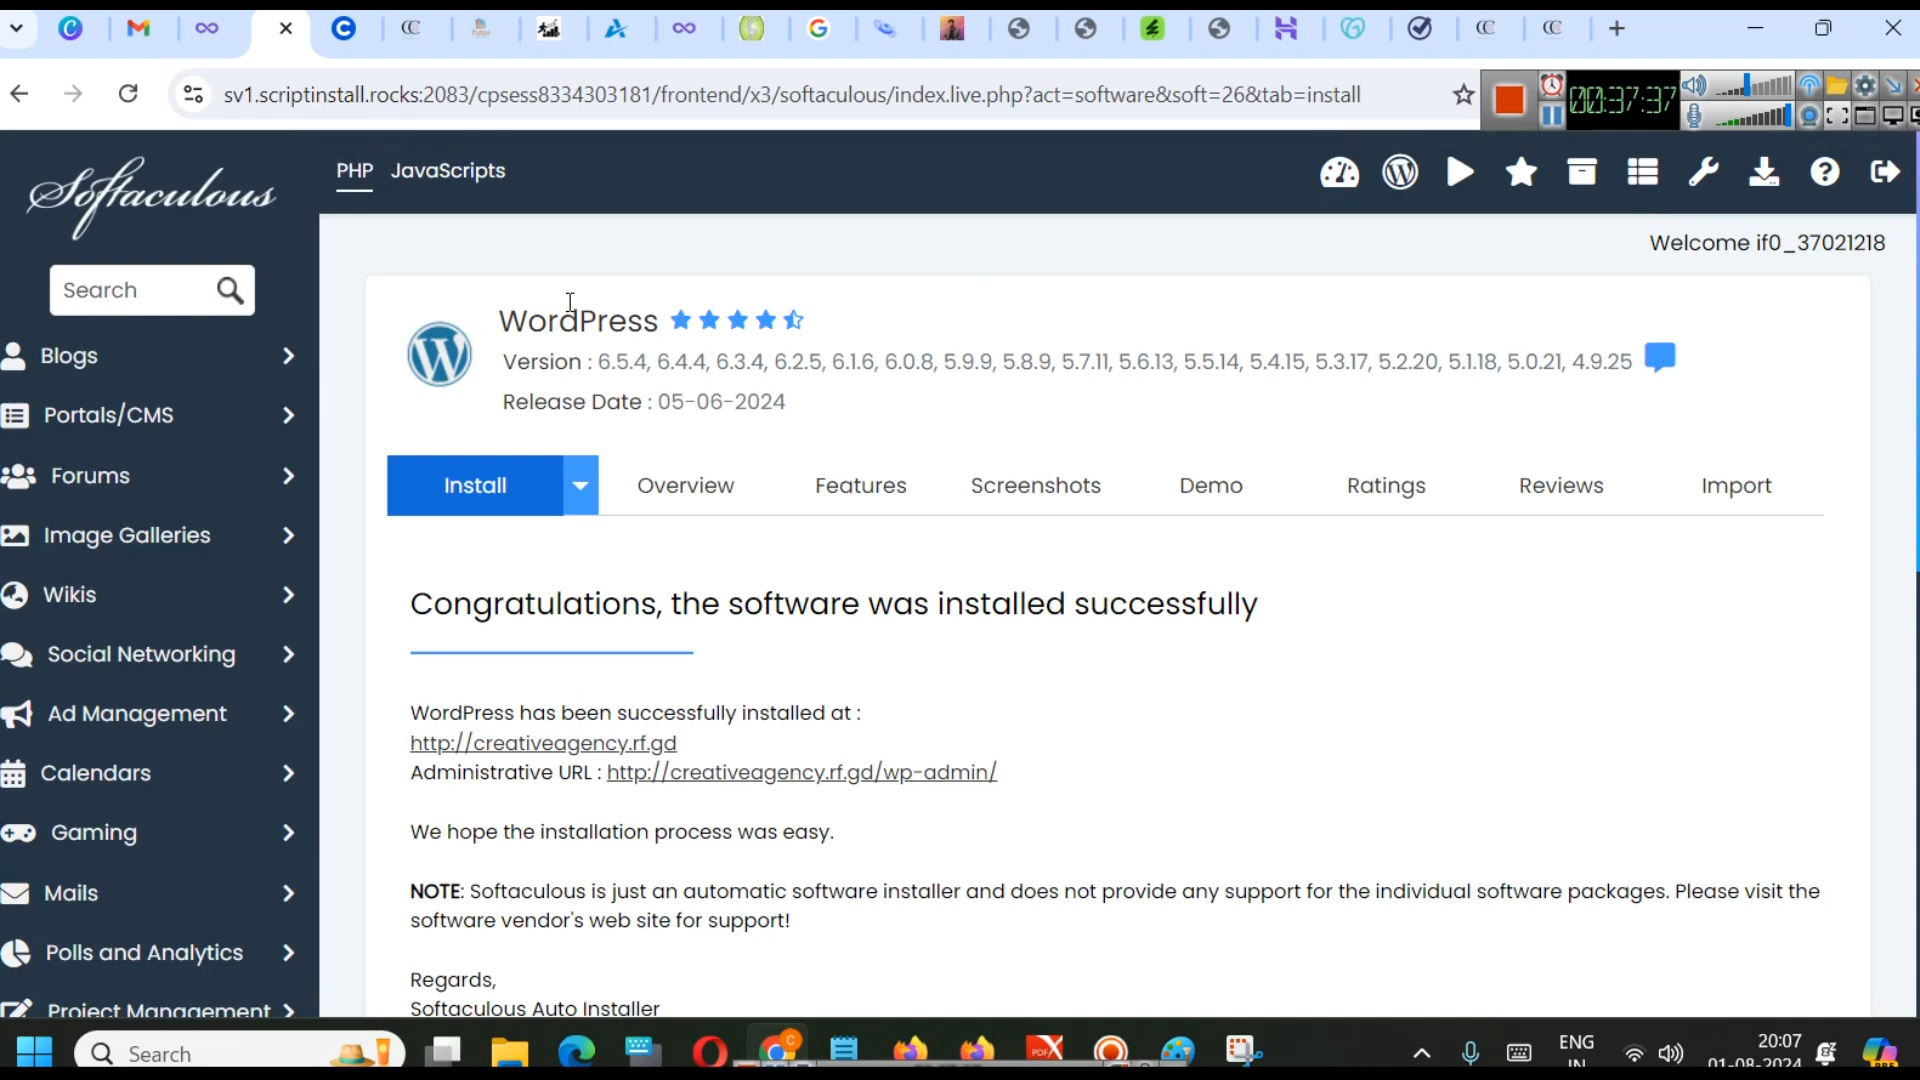 sv1.scriptinstall.rocks:2083/cpsess8334303181/frontend/x3/softaculous/index.live.php?act=software&soft=26&tab=install
00:37:37
Softaculous
PHP JavaScripts
Welcome if0_37021218
Search
Blogs
Portals/CMS
Forums
Image Galleries
Wikis
Social Networking
Ad Management
Calendars
Gaming
Mails
Polls and Analytics
Project Management
WordPress
Version : 6.5.4, 6.4.4, 6.3.4, 6.2.5, 6.1.6, 6.0.8, 5.9.9, 5.8.9, 5.7.11, 5.6.13, 5.5.14, 5.4.15, 5.3.17, 5.2.20, 5.1.18, 5.0.21, 4.9.25
Release Date : 05-06-2024
Install Overview Features Screenshots Demo Ratings Reviews Import
Congratulations, the software was installed successfully
WordPress has been successfully installed at :
http://creativeagency.rf.gd
Administrative URL : http://creativeagency.rf.gd/wp-admin/
We hope the installation process was easy.
NOTE: Softaculous is just an automatic software installer and does not provide any support for the individual software packages. Please visit the
software vendor's web site for support!
Regards,
Softaculous Auto Installer
Search
ENG
IN
20:07
01-08-2024